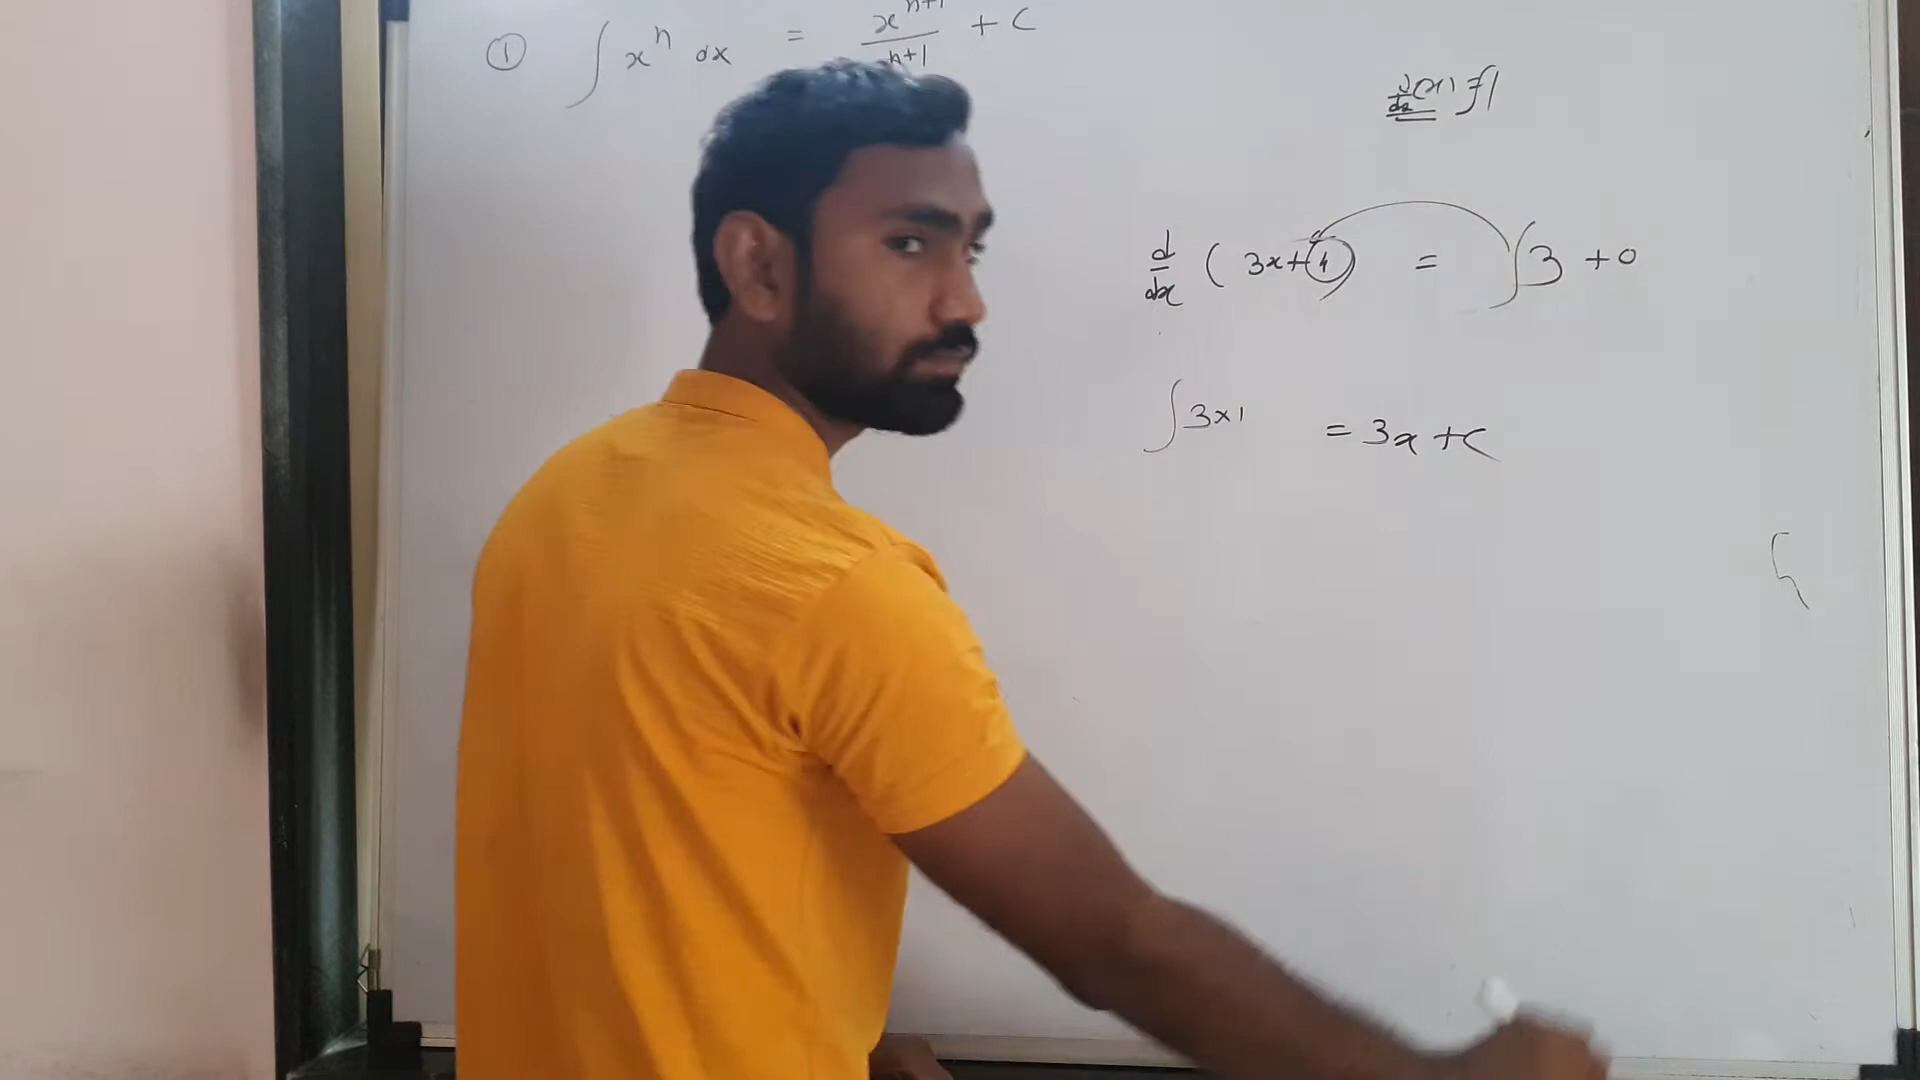 ① ∫ xⁿ dx = xⁿ⁺¹/n+1 + C
d/dx (3x+4) = ∫3 +0
∫3×1 = 3x +C